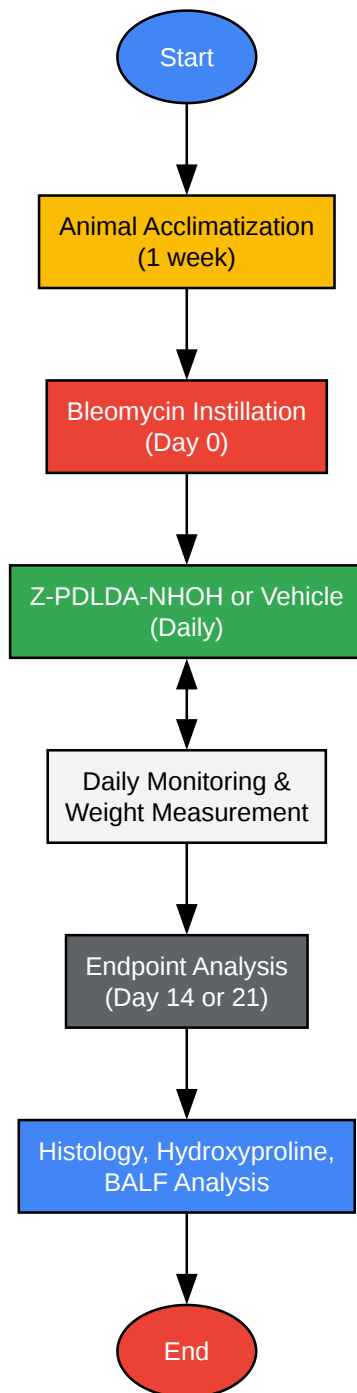 Start
Animal Acclimatization
(1 week)
Bleomycin Instillation
(Day 0)
Z-PDLDA-NHOH or Vehicle
(Daily)
Daily Monitoring &
Weight Measurement
Endpoint Analysis
(Day 14 or 21)
Histology, Hydroxyproline,
BALF Analysis
End